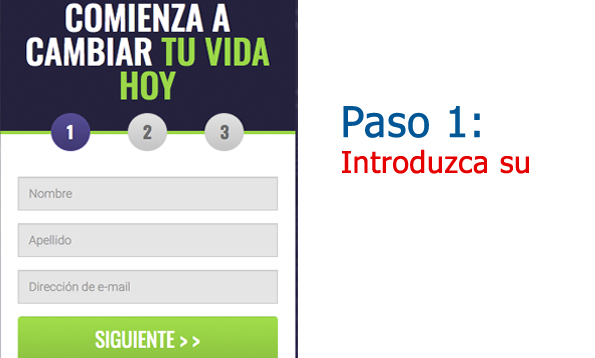 COMIENZA A
CAMBIAR TU VIDA
HOY
1 2 3
Nombre
Apellido
Dirección de e-mail
SIGUIENTE > >
Paso 1:
Introduzca su